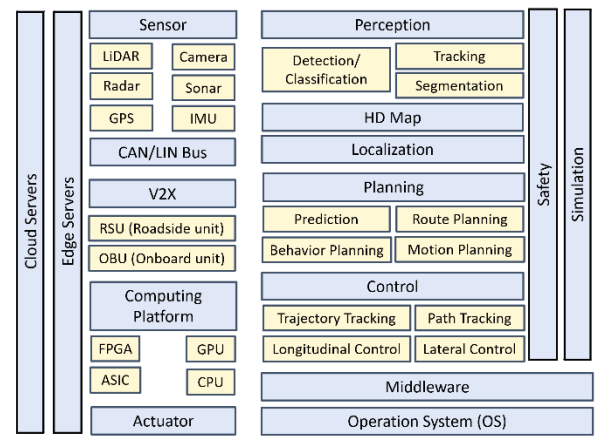 Cloud Servers
Edge Servers
Sensor
LiDAR
Camera
Radar
Sonar
GPS
IMU
CAN/LIN Bus
V2X
RSU (Roadside unit)
OBU (Onboard unit)
Computing
Platform
FPGA
GPU
ASIC
CPU
Actuator
Perception
Detection/
Classification
Tracking
Segmentation
HD Map
Localization
Planning
Prediction
Route Planning
Behavior Planning
Motion Planning
Control
Trajectory Tracking
Path Tracking
Longitudinal Control
Lateral Control
Middleware
Operation System (OS)
Safety
Simulation